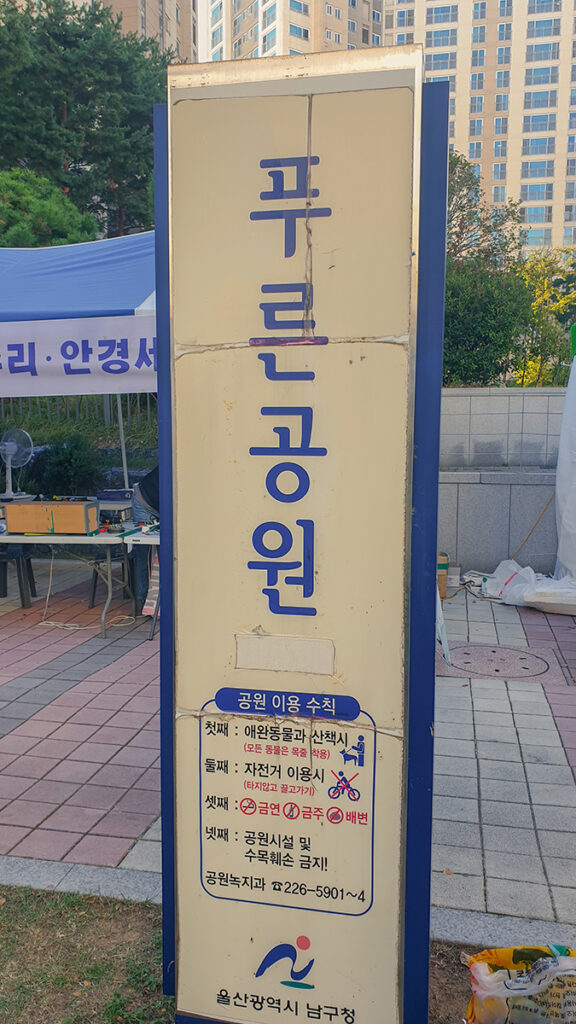 푸른공원
공원 이용 수칙
첫째 : 애완동물과 산책시
(모든 동물은 목줄 착용)
둘째 : 자전거 이용시
(타지않고 끌고가기)
셋째 : 금연 금주 배변
넷째 : 공원시설 및
수목훼손 금지!
공원녹지과 ☎226-5901~4
울산광역시 남구청
리·안경세